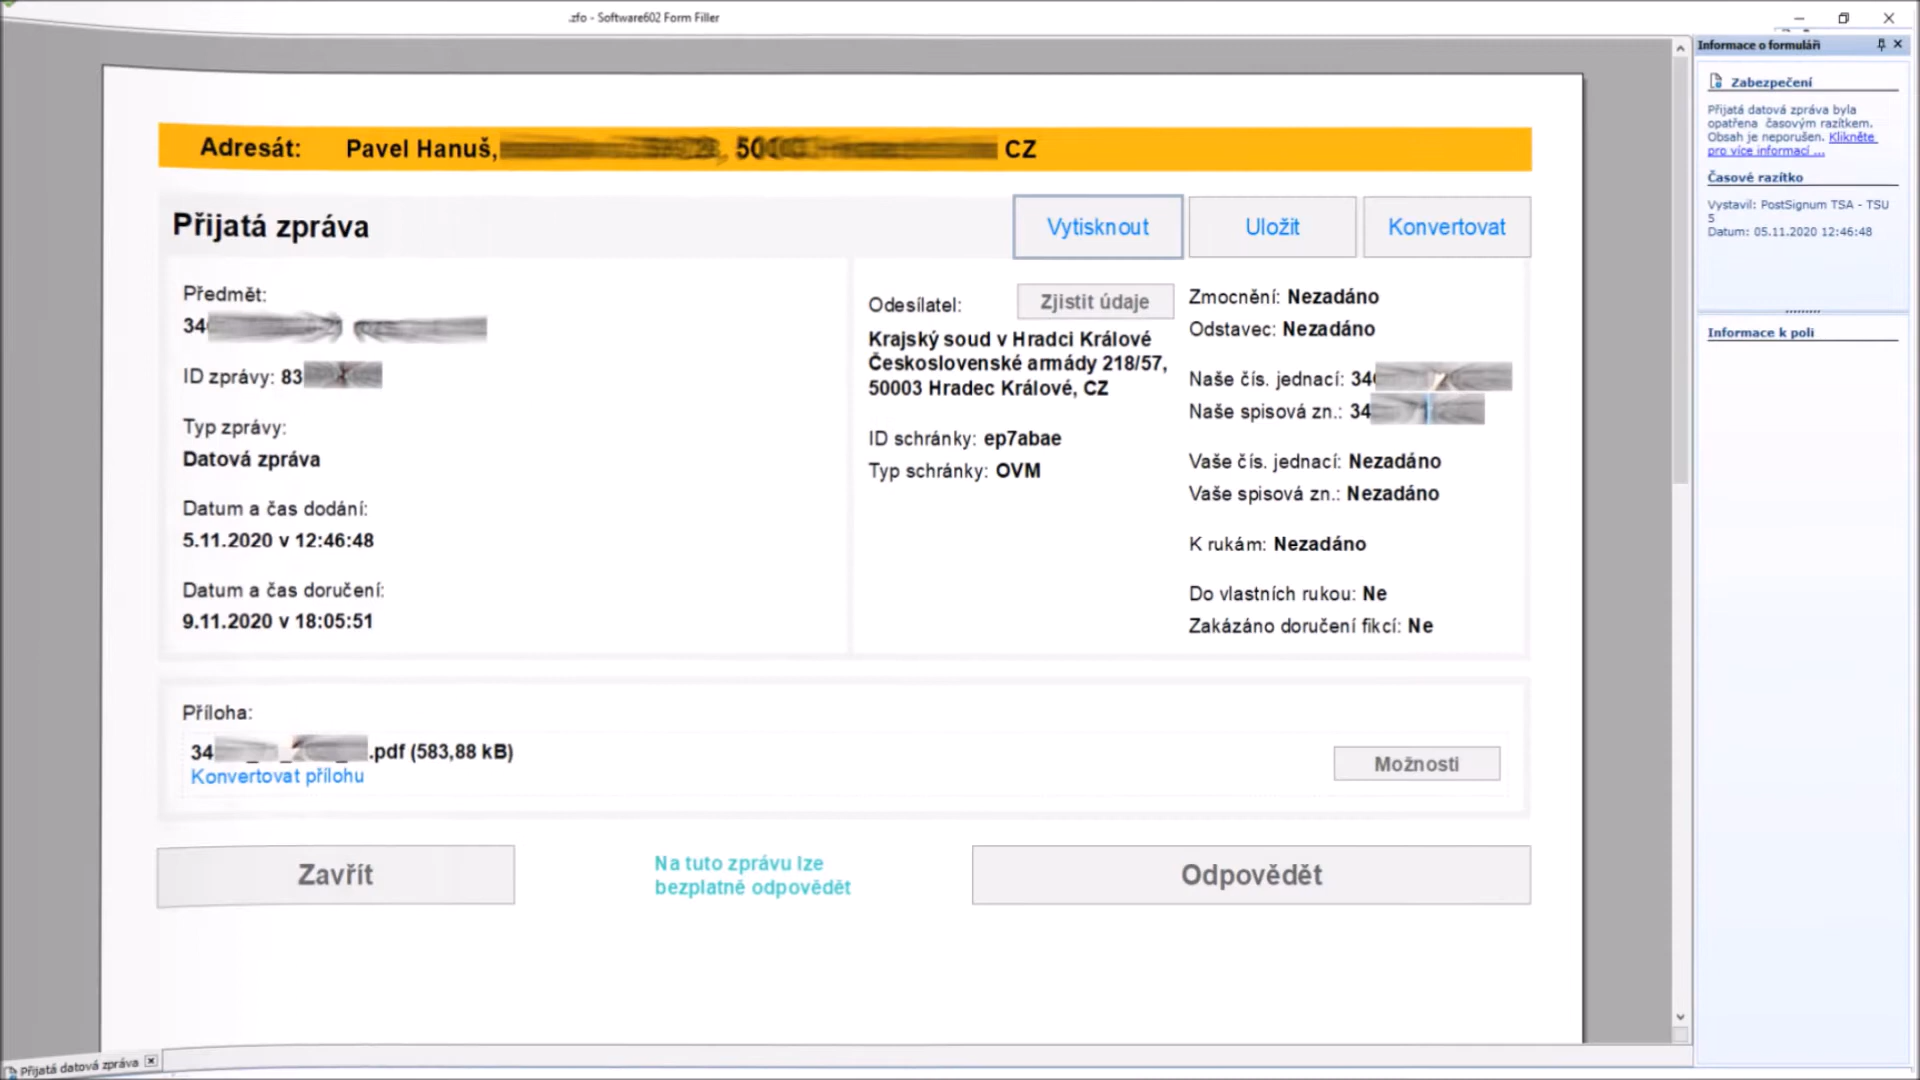 .zfo - Software602 Form Filler
Informace o formuláři
Zabezpečení
Přijatá datová zpráva byla
opatřena časovým razítkem.
Obsah je neporušen. Klikněte
pro více informací ...
Časové razítko
Vystavil: PostSignum TSA - TSU
5
Datum: 05.11.2020 12:46:48
Informace k poli
Adresát: Pavel Hanuš, 50 CZ
Přijatá zpráva
Vytisknout
Uložit
Konvertovat
Předmět:
34
ID zprávy: 83
Typ zprávy:
Datová zpráva
Datum a čas dodání:
5.11.2020 v 12:46:48
Datum a čas doručení:
9.11.2020 v 18:05:51
Odesílatel: Zjistit údaje
Krajský soud v Hradci Králové
Československé armády 218/57,
50003 Hradec Králové, CZ
ID schránky: ep7abae
Typ schránky: OVM
Zmocnění: Nezadáno
Odstavec: Nezadáno
Naše čís. jednací: 34
Naše spisová zn.: 34
Vaše čís. jednací: Nezadáno
Vaše spisová zn.: Nezadáno
K rukám: Nezadáno
Do vlastních rukou: Ne
Zakázáno doručení fikcí: Ne
Příloha:
34 .pdf (583,88 kB)
Konvertovat přílohu
Možnosti
Zavřít
Na tuto zprávu lze
bezplatně odpovědět
Odpovědět
Přijatá datová zpráva